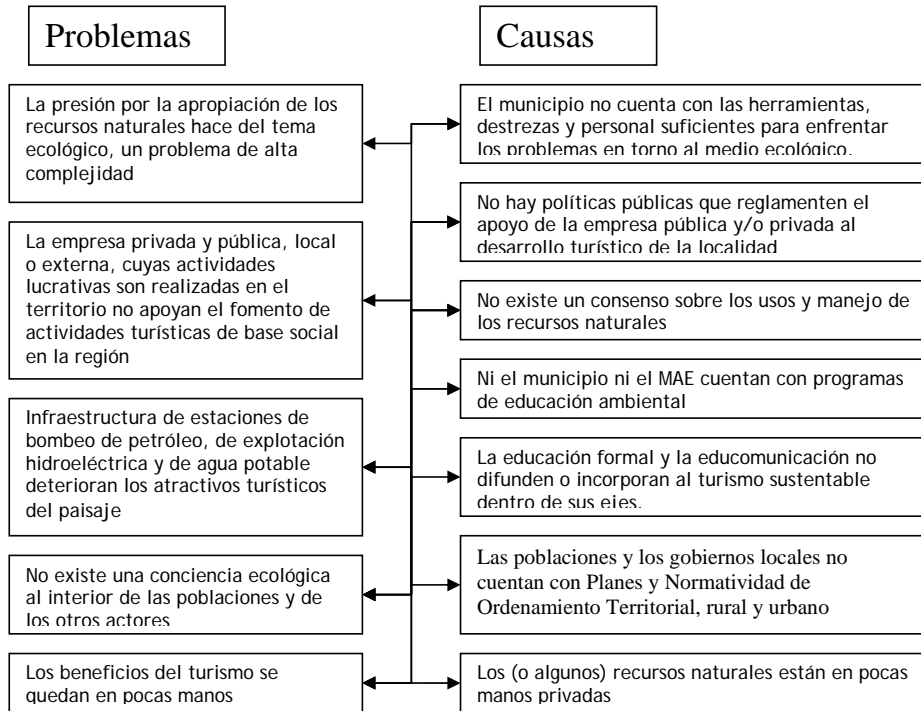 Problemas
La presión por la apropiación de los
recursos naturales hace del tema
ecológico, un problema de alta
complejidad
La empresa privada y pública, local
o externa, cuyas actividades
lucrativas son realizadas en el
territorio no apoyan el fomento de
actividades turísticas de base social
en la región
Infraestructura de estaciones de
bombeo de petróleo, de explotación
hidroeléctrica y de agua potable
deterioran los atractivos turísticos
del paisaje
No existe una conciencia ecológica
al interior de las poblaciones y de
los otros actores
Los beneficios del turismo se
quedan en pocas manos
Causas
El municipio no cuenta con las herramientas,
destrezas y personal suficientes para enfrentar
los problemas en torno al medio ecológico.
No hay políticas públicas que reglamenten el
apoyo de la empresa pública y/o privada al
desarrollo turístico de la localidad
No existe un consenso sobre los usos y manejo de
los recursos naturales
Ni el municipio ni el MAE cuentan con programas
de educación ambiental
La educación formal y la educomunicación no
difunden o incorporan al turismo sustentable
dentro de sus ejes.
Las poblaciones y los gobiernos locales no
cuentan con Planes y Normatividad de
Ordenamiento Territorial, rural y urbano
Los (o algunos) recursos naturales están en pocas
manos privadas